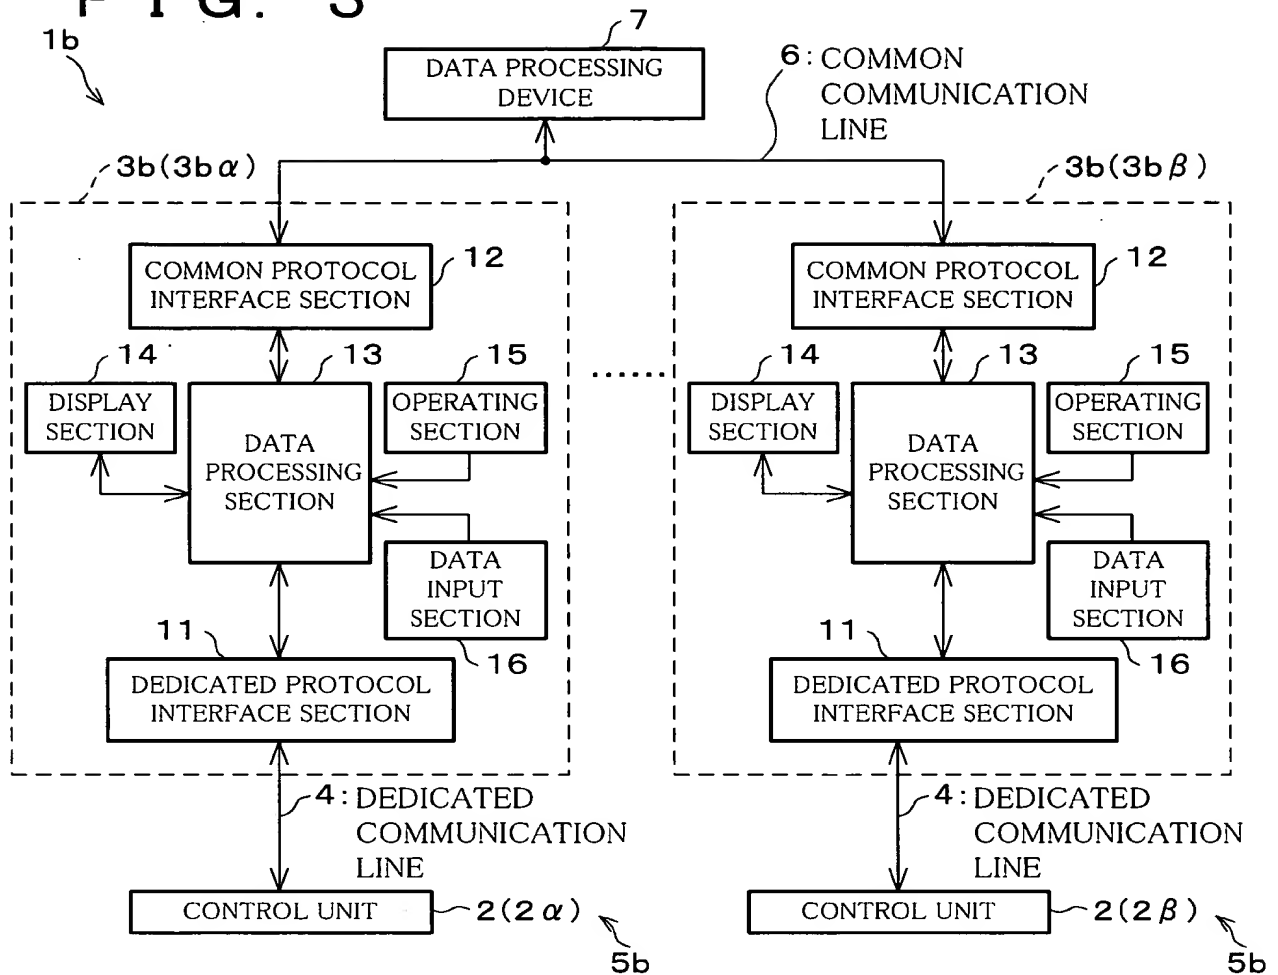 FIG. 3
1b
7
DATA PROCESSING
DEVICE
6: COMMON
COMMUNICATION
LINE
3b(3bα)
3b(3bβ)
COMMON PROTOCOL
INTERFACE SECTION
12
COMMON PROTOCOL
INTERFACE SECTION
12
14
13
15
DISPLAY
SECTION
DATA
PROCESSING
SECTION
OPERATING
SECTION
DATA
INPUT
SECTION
16
11
DEDICATED PROTOCOL
INTERFACE SECTION
......
14
13
15
DISPLAY
SECTION
DATA
PROCESSING
SECTION
OPERATING
SECTION
DATA
INPUT
SECTION
16
11
DEDICATED PROTOCOL
INTERFACE SECTION
4: DEDICATED
COMMUNICATION
LINE
4: DEDICATED
COMMUNICATION
LINE
CONTROL UNIT
2(2α)
5b
CONTROL UNIT
2(2β)
5b